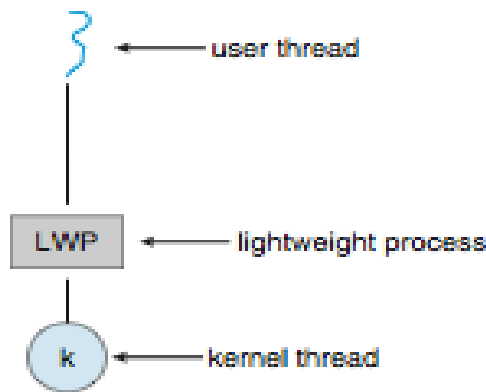 user thread
LWP
lightweight process
k
kernel thread